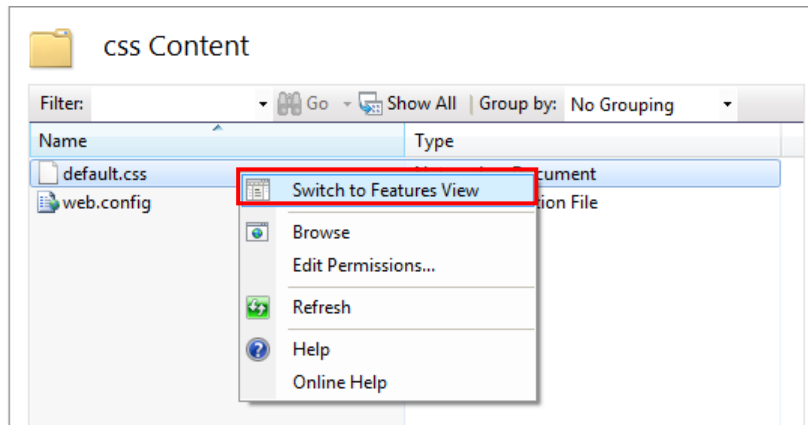 css Content
Filter: Go Show All Group by: No Grouping
Name Type
default.css
Switch to Features View
web.config
Browse
Edit Permissions...
Refresh
Help
Online Help